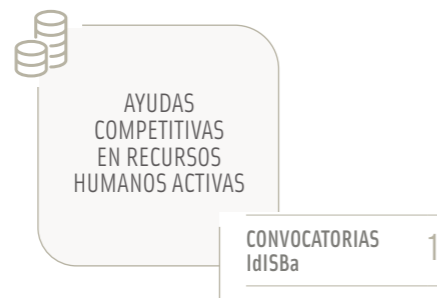 AYUDAS
COMPETITIVAS
EN RECURSOS
HUMANOS ACTIVAS
CONVOCATORIAS 1
IdISBa